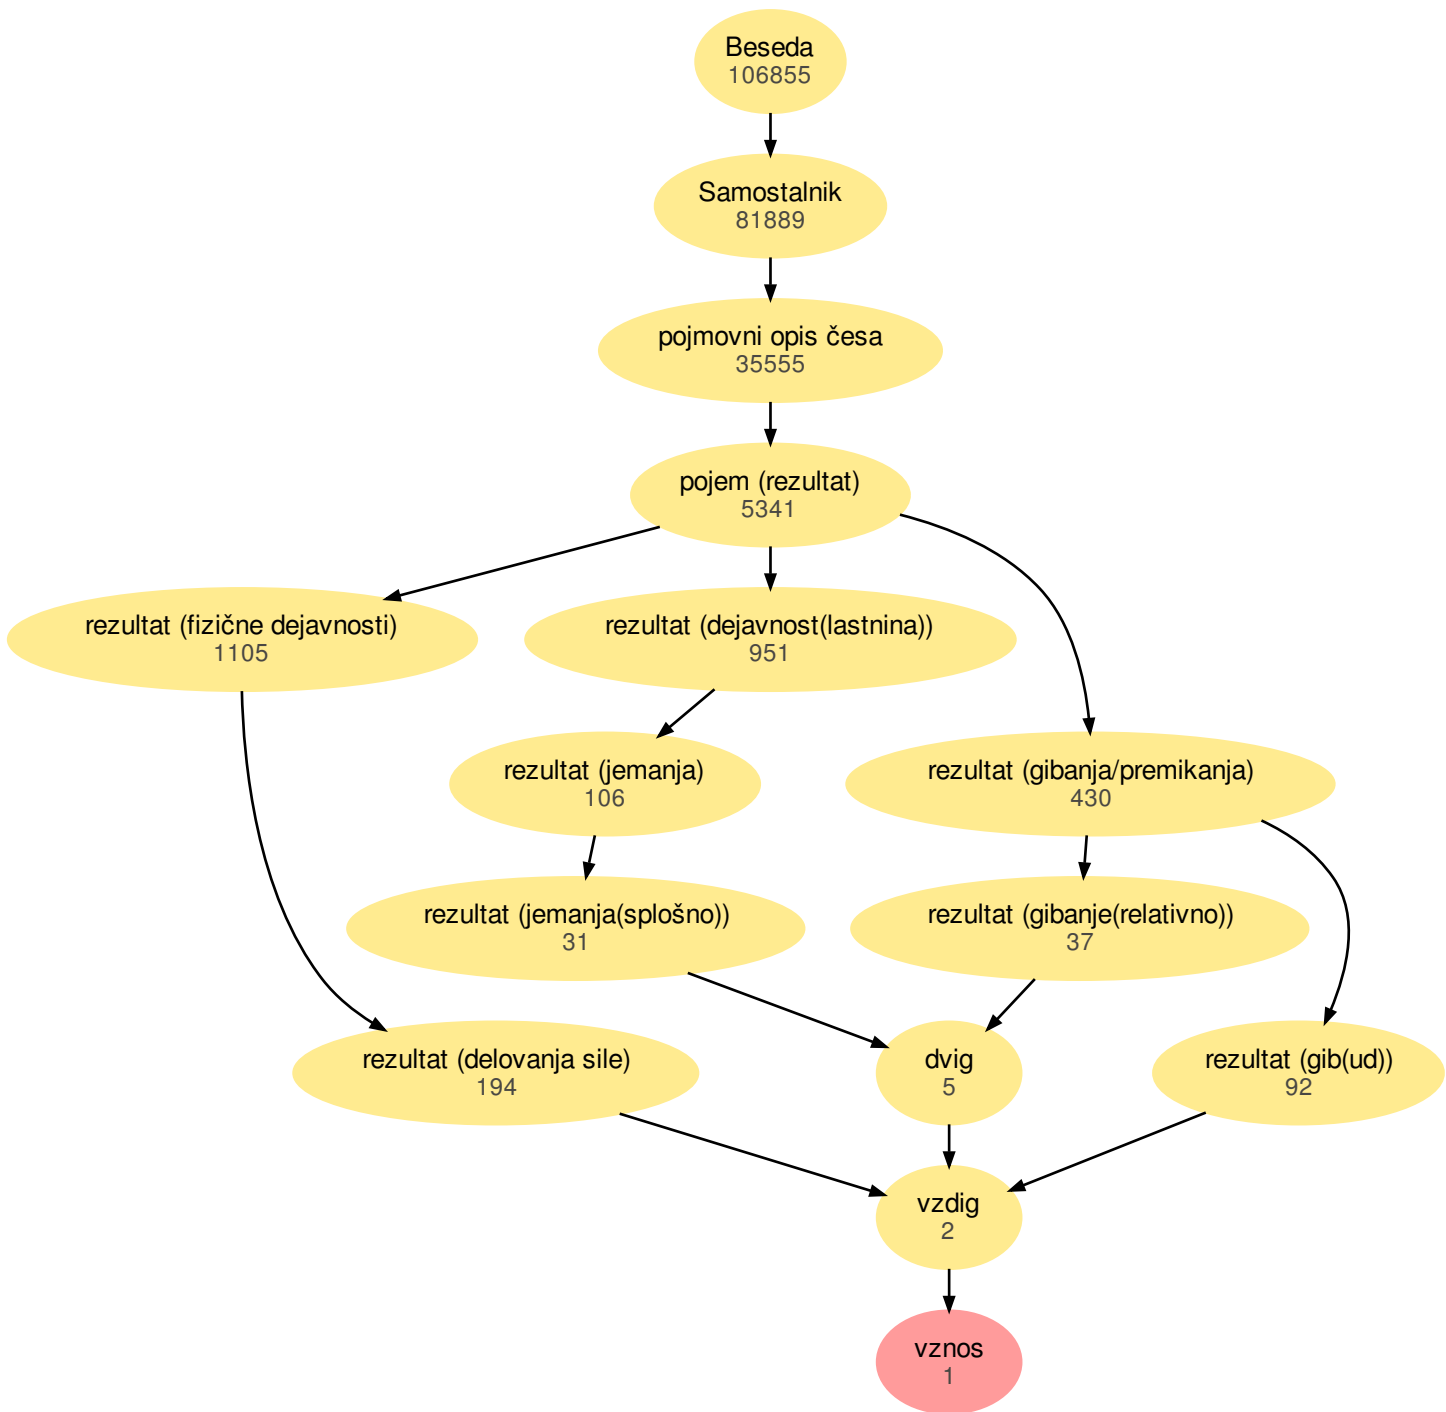 Beseda
106855
Samostalnik
81889
pojmovni opis česa
35555
pojem (rezultat)
5341
rezultat (fizične dejavnosti)
1105
rezultat (dejavnost(lastnina))
951
rezultat (jemanja)
106
rezultat (gibanja/premikanja)
430
rezultat (jemanja(splošno))
31
rezultat (gibanje(relativno))
37
rezultat (delovanja sile)
194
dvig
5
rezultat (gib(ud))
92
vzdig
2
vznos
1